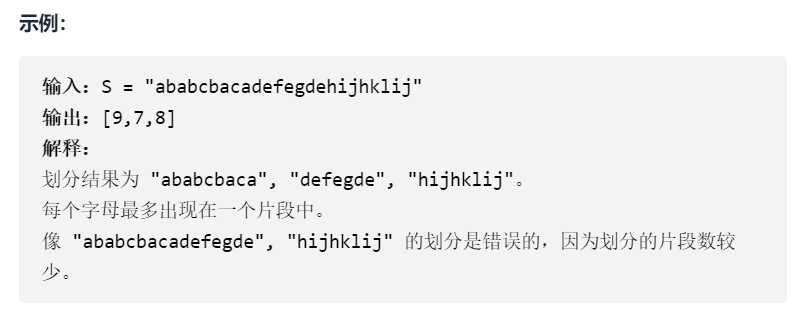 示例：
输入：S = "ababcbacadefegdehijhklij"
输出：[9,7,8]
解释：
划分结果为 "ababcbaca", "defegde", "hijhklij"。
每个字母最多出现在一个片段中。
像 "ababcbacadefegde", "hijhklij" 的划分是错误的，因为划分的片段数较
少。